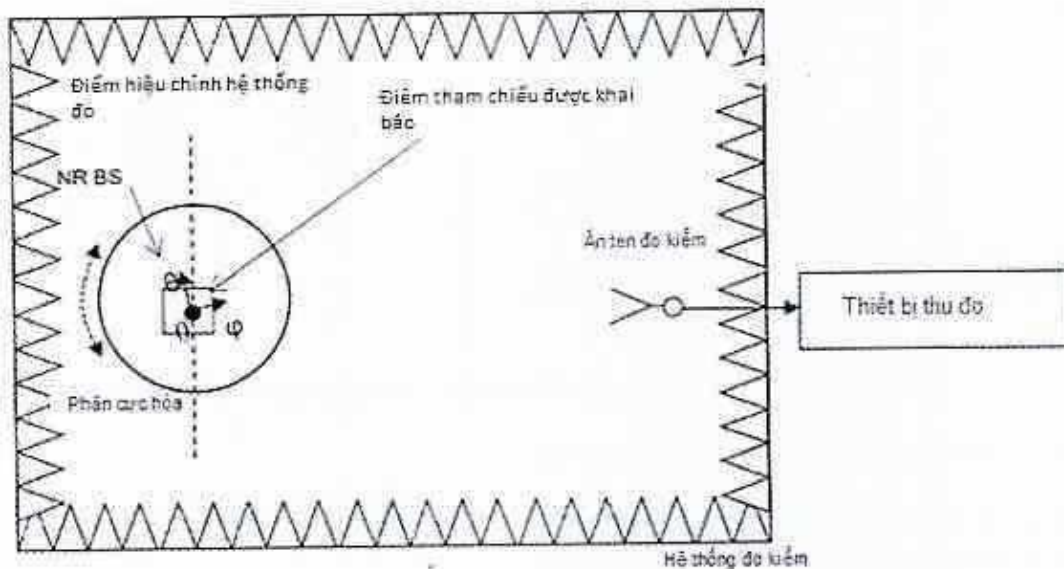 Điểm hiệu chỉnh hệ thống
đo
Điểm tham chiếu được khai
báo
NR BS
Ăn ten đo kiểm
Thiết bị thu đo
θ
φ
Phân cực hóa
Hệ thống đo kiểm